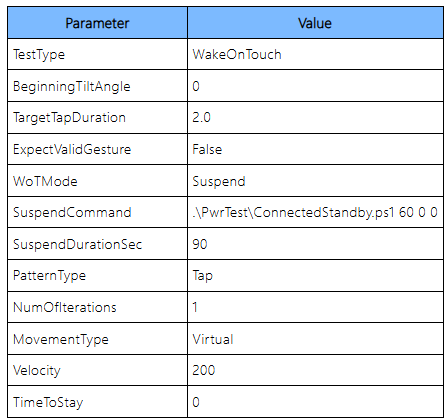 Parameter Value
TestType WakeOnTouch
BeginningTiltAngle 0
TargetTapDuration 2.0
ExpectValidGesture False
WoTMode Suspend
SuspendCommand .\PwrTest\ConnectedStandby.ps1 60 0 0
SuspendDurationSec 90
PatternType Tap
NumOfIterations 1
MovementType Virtual
Velocity 200
TimeToStay 0